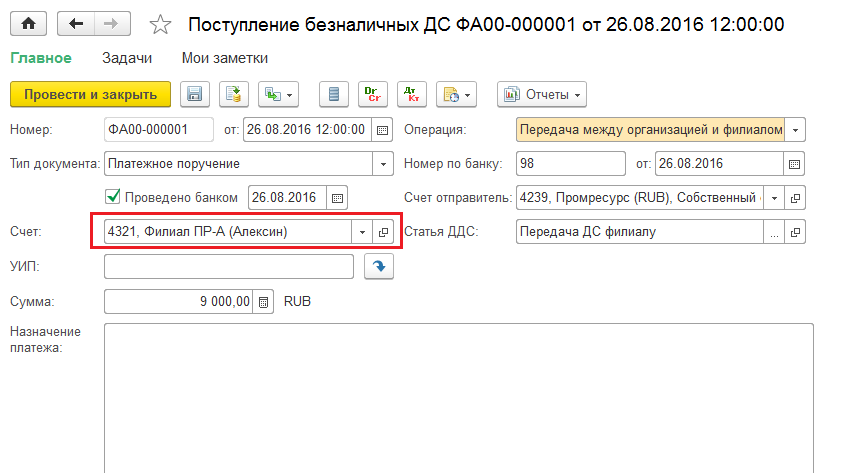 Поступление безналичных ДС ФА00-000001 от 26.08.2016 12:00:00
Главное Задачи Мои заметки
Провести и закрыть Dr Cr Дт Кт Отчеты
Номер: ФА00-000001 от: 26.08.2016 12:00:00 Операция: Передача между организацией и филиалом
Тип документа: Платежное поручение Номер по банку: 98 от: 26.08.2016
Проведено банком 26.08.2016 Счет отправитель: 4239, Промресурс (RUB), Собственный
Счет: 4321, Филиал ПР-А (Алексин) Статья ДДС: Передача ДС филиалу ...
УИП:
Сумма: 9 000,00 RUB
Назначение
платежа: